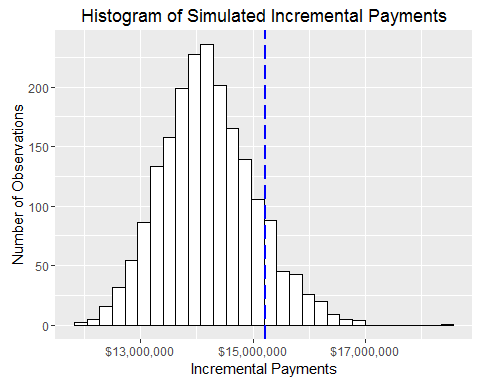 Histogram of Simulated Incremental Payments
Number of Observations
200
150
100
50
0
$13,000,000 $15,000,000 $17,000,000
Incremental Payments